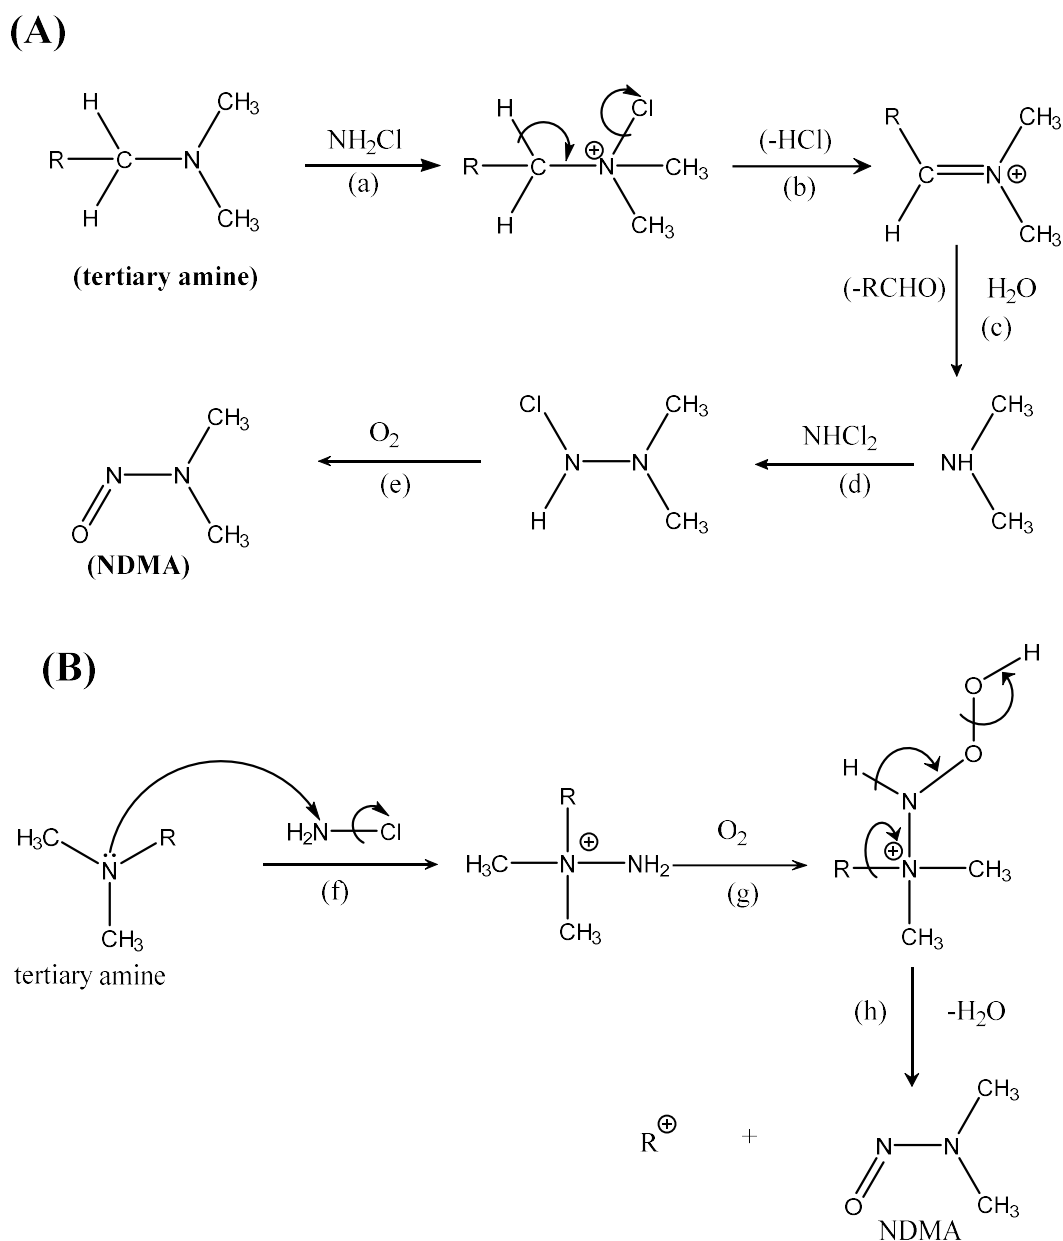 (A)
H CH3 H Cl R CH3
R C N NH2Cl R C N ⊕ CH3 (-HCl) C N ⊕
(a) (b)
H CH3 H CH3 H CH3
(tertiary amine)
(-RCHO) H2O
(c)
CH3 Cl CH3 CH3
O2 NHCl2
N N N N NH
(e) (d)
O CH3 H CH3 CH3
(NDMA)
(B)
H
O
O
H
R N
H3C R H2N Cl ⊕ O2 ⊕
N H3C N NH2 R N CH3
(f) (g)
CH3 CH3 CH3
tertiary amine
(h) -H2O
CH3
R⊕ + N N
O CH3
NDMA